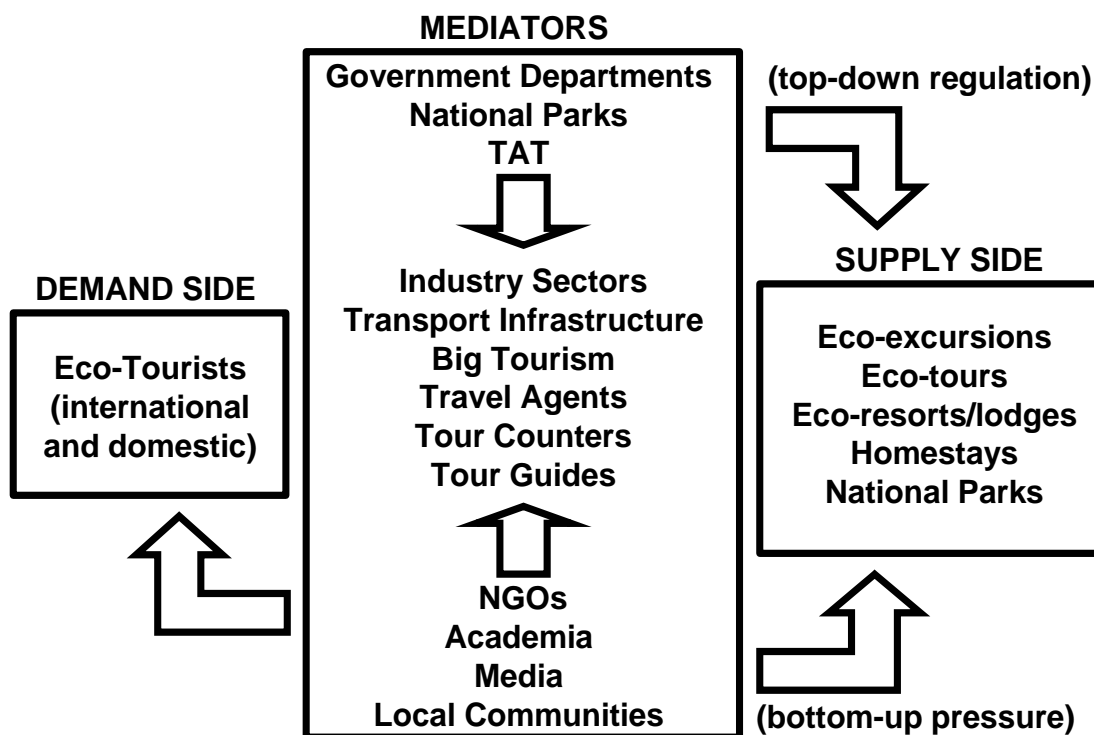 MEDIATORS
Government Departments
National Parks
TAT
Industry Sectors
Transport Infrastructure
Big Tourism
Travel Agents
Tour Counters
Tour Guides
NGOs
Academia
Media
Local Communities
DEMAND SIDE
Eco-Tourists
(international
and domestic)
(top-down regulation)
SUPPLY SIDE
Eco-excursions
Eco-tours
Eco-resorts/lodges
Homestays
National Parks
(bottom-up pressure)